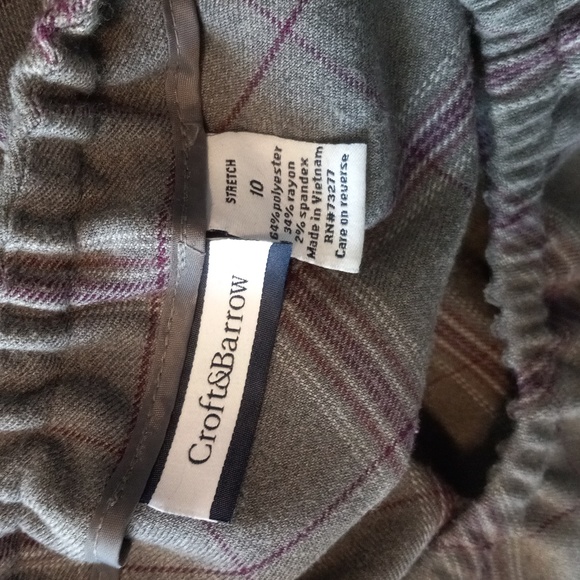 STRETCH
10
64%polyester
34% rayon
2% spandex
Made in Vietnam
RN#73277
Care on reverse
Croft&Barrow